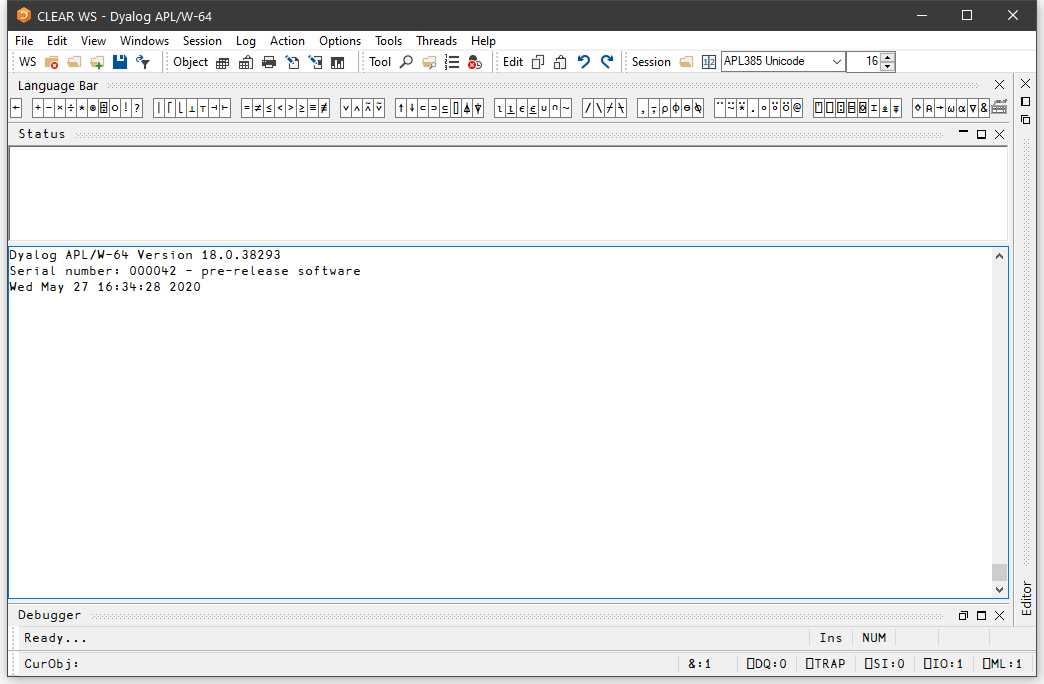 CLEAR WS - Dyalog APL/W-64
File Edit View Windows Session Log Action Options Tools Threads Help
WS Object Tool Edit Session APL385 Unicode 16
Language Bar
← + - × ÷ * ⍟ ⌹ ○ ! ? | ⌈ ⌊ ⊥ ⊤ ⊣ ⊢ = ≠ ≤ < > ≥ ≡ ≢ ∨ ∧ ⍲ ⍱ ↑ ↓ ⊂ ⊃ ⊆ ⌷ ⍋ ⍒ ⍳ ⍸ ∊ ⍷ ∪ ∩ ~ / \ ⌿ ⍀ , ⍪ ⍴ ⌽ ⊖ ⍉ ¨ ⍨ ⍣ . ∘ ⍤ ⍥ @ ⍞ ⎕ ⍠ ⌸ ⌺ ⌶ ⍎ ⍕ ⋄ ⍝ → ⍵ ⍺ ∇ &
Status
Dyalog APL/W-64 Version 18.0.38293
Serial number: 000042 - pre-release software
Wed May 27 16:34:28 2020
Editor
Debugger
Ready... Ins NUM
CurObj: &:1 ⎕DQ:0 ⎕TRAP ⎕SI:0 ⎕IO:1 ⎕ML:1